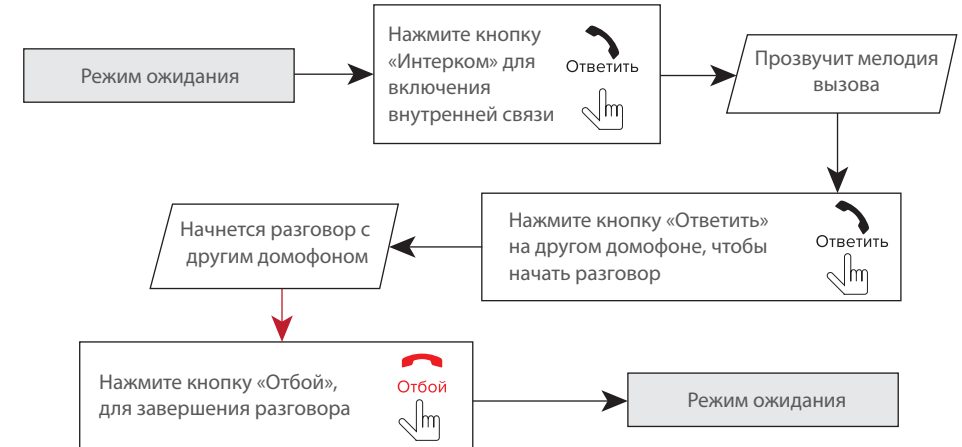 Режим ожидания
Нажмите кнопку
«Интерком» для
включения
внутренней связи
Ответить
Прозвучит мелодия
вызова
Нажмите кнопку «Ответить»
на другом домофоне, чтобы
начать разговор
Ответить
Начнется разговор с
другим домофоном
Нажмите кнопку «Отбой»,
для завершения разговора
Отбой
Режим ожидания